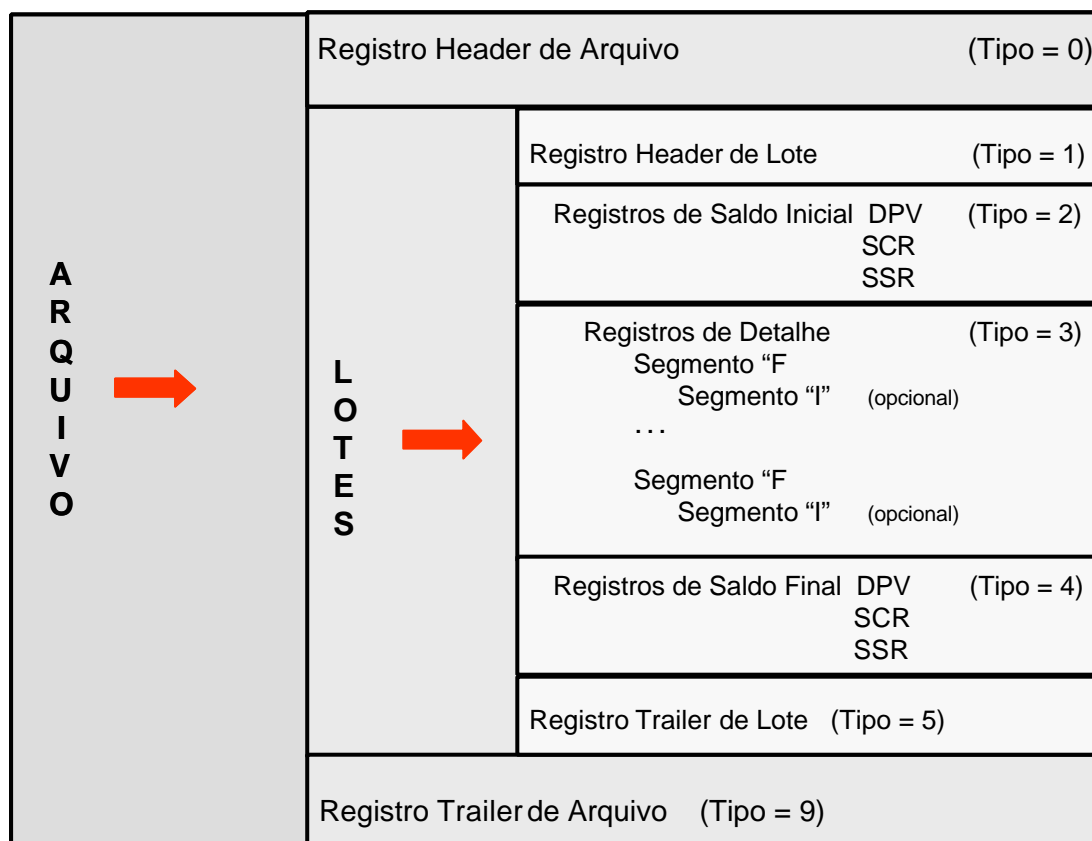 Registro Header de Arquivo (Tipo = 0)
Registro Header de Lote (Tipo = 1)
Registros de Saldo Inicial DPV (Tipo = 2)
SCR
SSR
ARQUIVO
LOTES
Registros de Detalhe (Tipo = 3)
Segmento “F
Segmento “I” (opcional)
...
Segmento “F
Segmento “I” (opcional)
Registros de Saldo Final DPV (Tipo = 4)
SCR
SSR
Registro Trailer de Lote (Tipo = 5)
Registro Trailer de Arquivo (Tipo = 9)